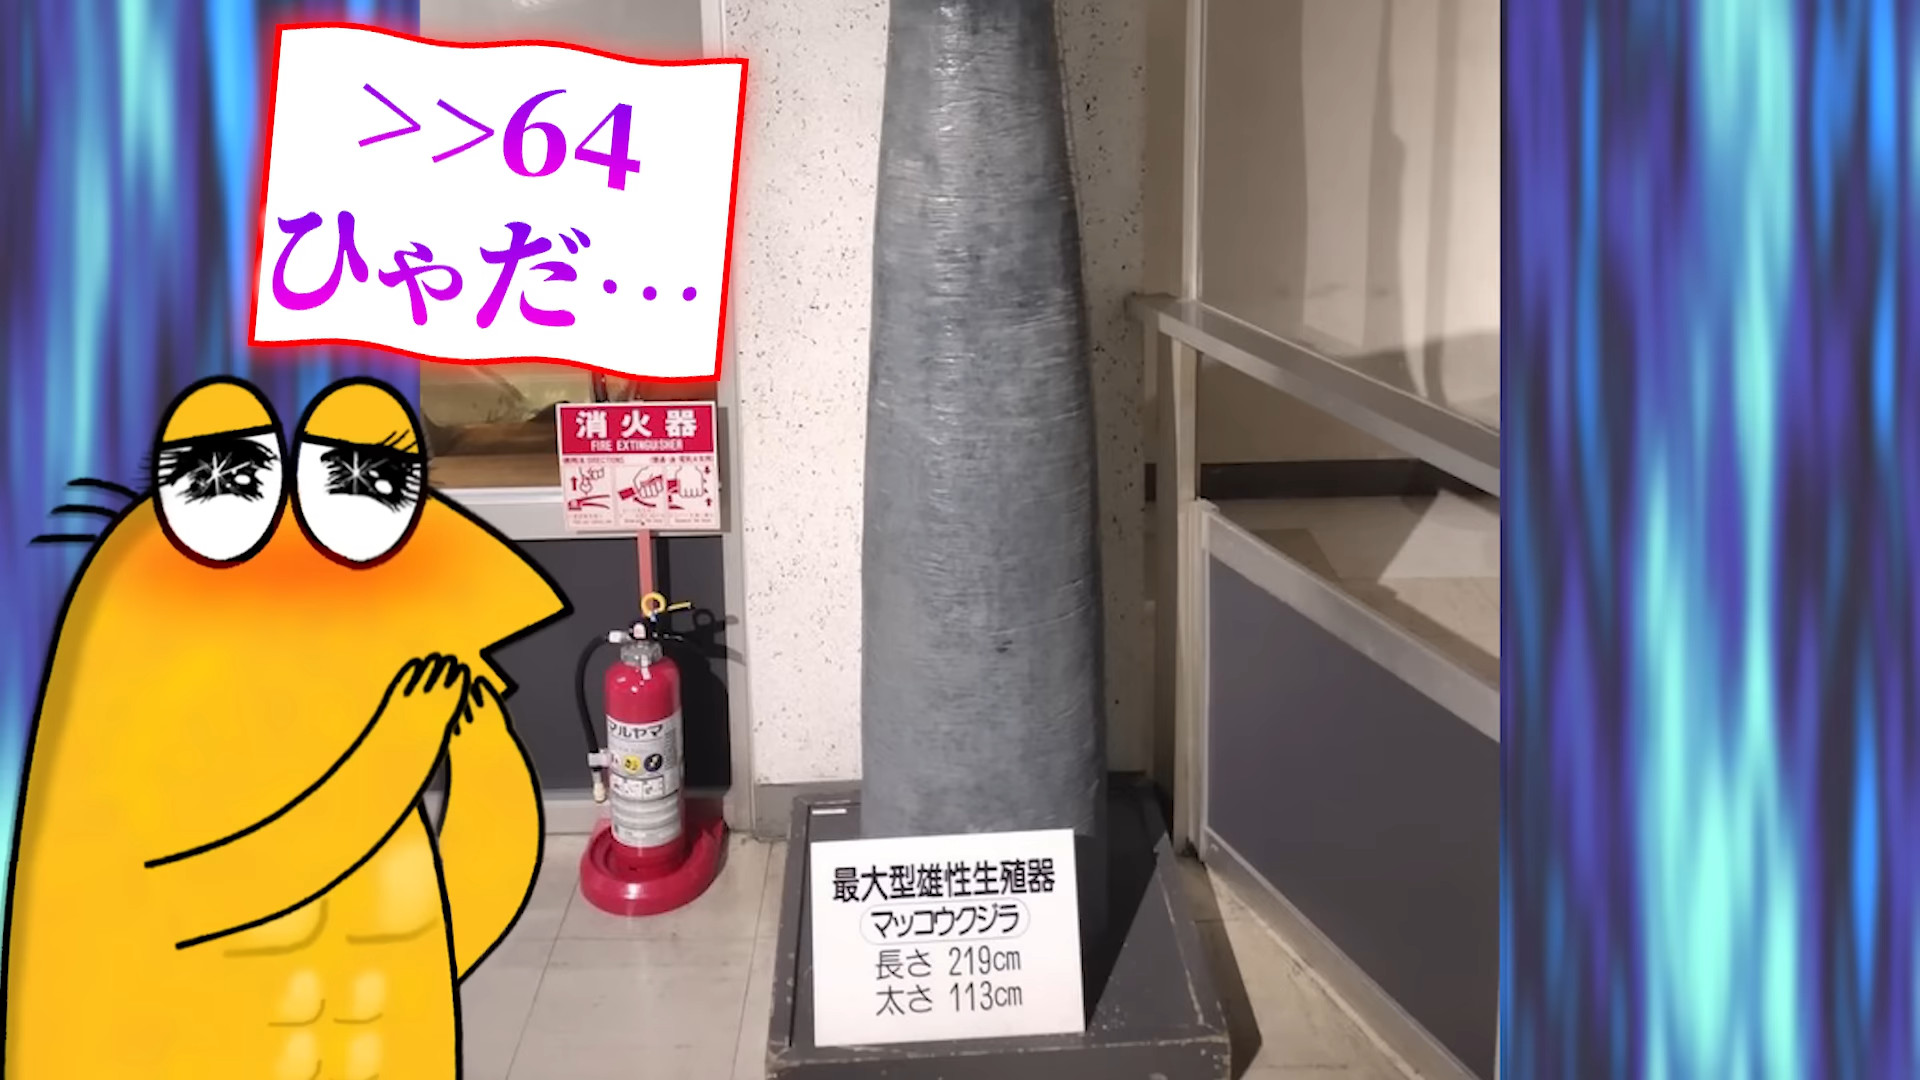 >>64
ひゃだ…
消火器
FIRE EXTINGUISHER
マルヤマ
最大型雄性生殖器
マッコウクジラ
長さ 219cm
太さ 113cm